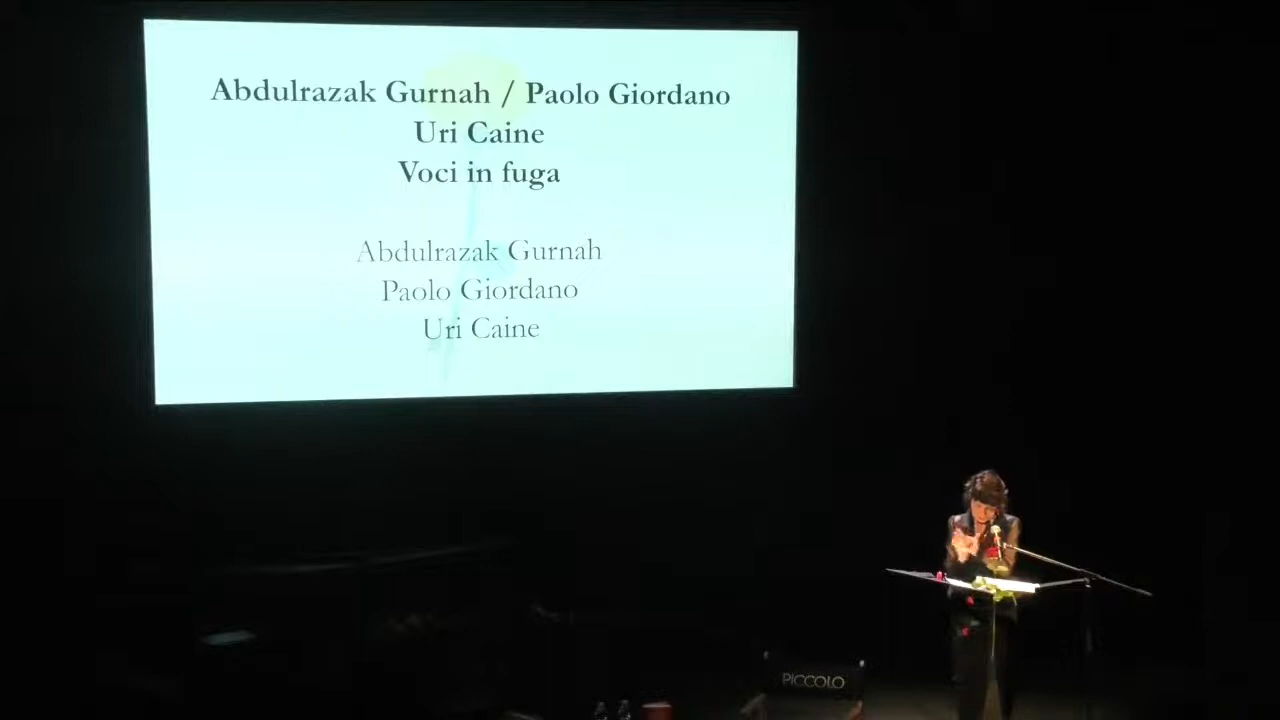 Abdulrazak Gurnah / Paolo Giordano
Uri Caine
Voci in fuga
Abdulrazak Gurnah
Paolo Giordano
Uri Caine
PICCOLO